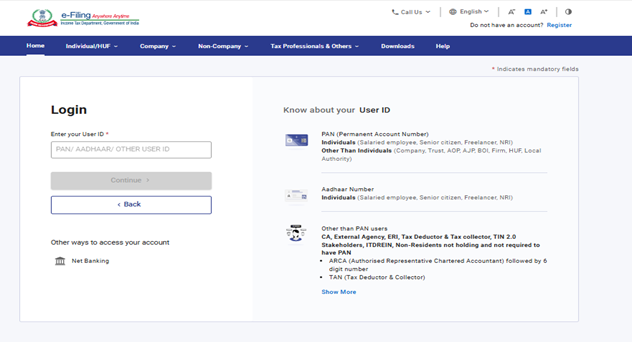 e-Filing Anywhere Anytime
Income Tax Department, Government of India
Call Us
English
A- A A+
Do not have an account? Register
Home Individual/HUF Company Non-Company Tax Professionals & Others Downloads Help
* Indicates mandatory fields
Login
Enter your User ID *
PAN/ AADHAAR/ OTHER USER ID
Continue >
< Back
Other ways to access your account
Net Banking
Know about your User ID
PAN (Permanent Account Number)
Individuals (Salaried employee, Senior citizen, Freelancer, NRI)
Other Than Individuals (Company, Trust, AOP, AJP, BOI, Firm, HUF, Local
Authority)
Aadhaar Number
Individuals (Salaried employee, Senior citizen, Freelancer, NRI)
Other than PAN users
CA, External Agency, ERI, Tax Deductor & Tax collector, TIN 2.0
Stakeholders, ITDREIN, Non-Residents not holding and not required to
have PAN
• ARCA (Authorised Representative Chartered Accountant) followed by 6
digit number
• TAN (Tax Deductor & Collector)
Show More